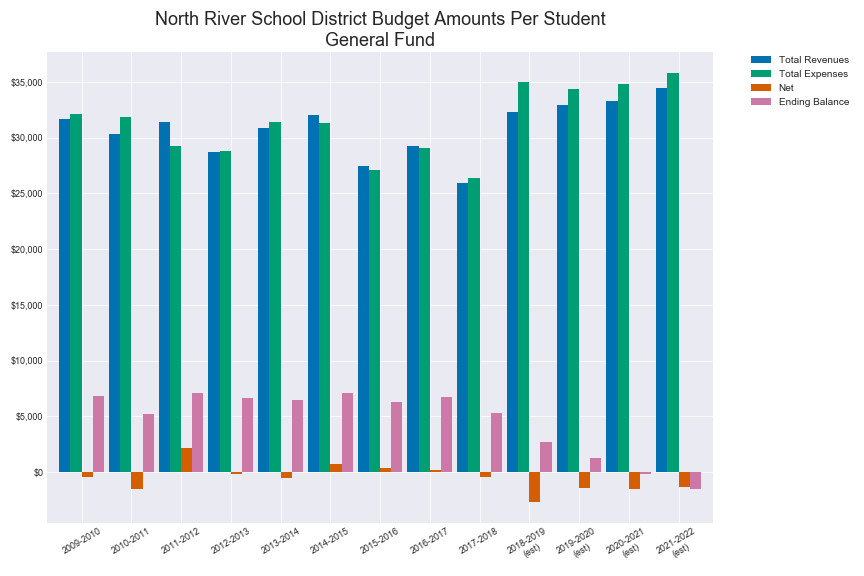 North River School District Budget Amounts Per Student
General Fund
Total Revenues
Total Expenses
Net
Ending Balance
$35,000
$30,000
$25,000
$20,000
$15,000
$10,000
$5,000
$0
2009-2010
2010-2011
2011-2012
2012-2013
2013-2014
2014-2015
2015-2016
2016-2017
2017-2018
2018-2019
(est)
2019-2020
(est)
2020-2021
(est)
2021-2022
(est)